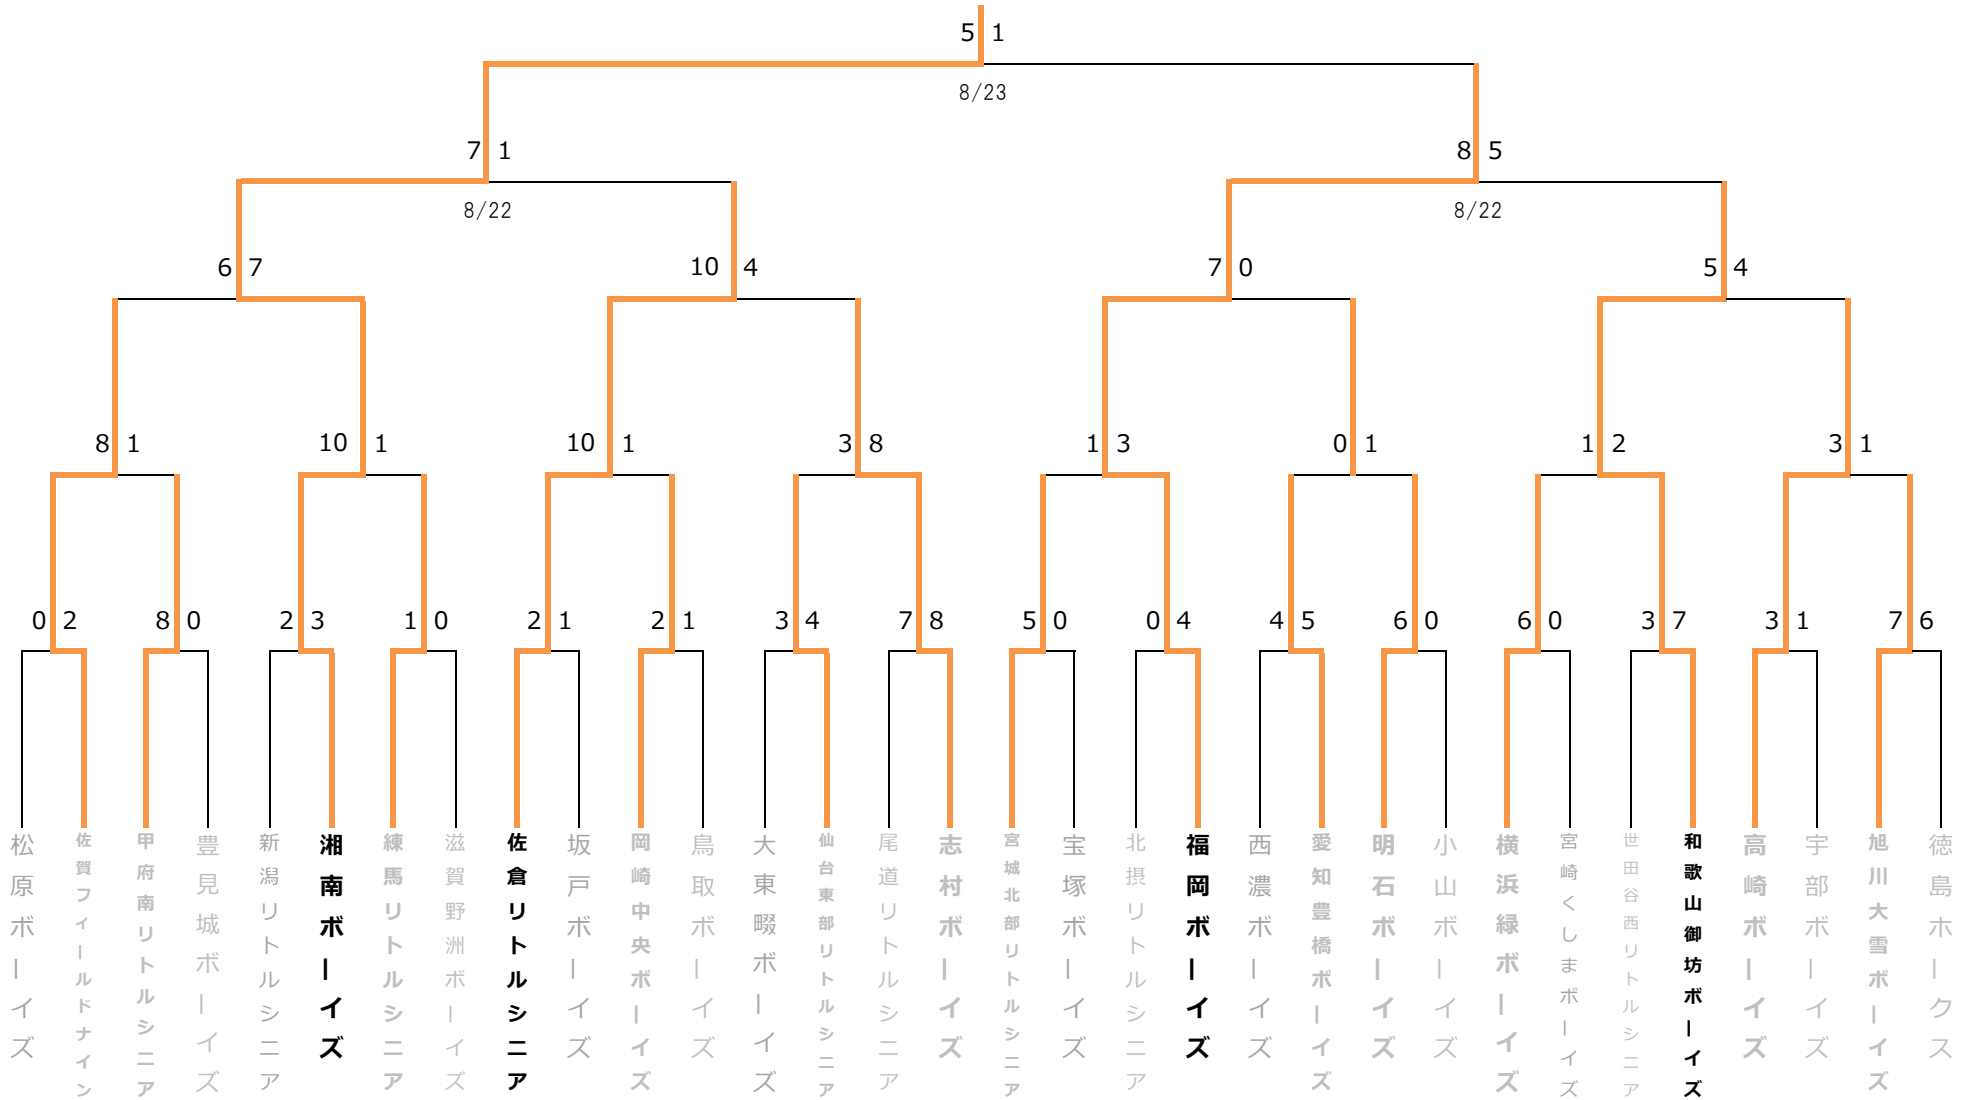 5 1
8/23
7 1
8 5
8/22
8/22
6 7
10 4
7 0
5 4
8 1
10 1
10 1
3 8
1 3
0 1
1 2
3 1
0 2
8 0
2 3
1 0
2 1
2 1
3 4
7 8
5 0
0 4
4 5
6 0
6 0
3 7
3 1
7 6
松原ボーイズ
佐賀フィールドナイン
甲府南リトルシニア
豊見城ボーイズ
新潟リトルシニア
湘南ボーイズ
練馬リトルシニア
滋賀野洲ボーイズ
佐倉リトルシニア
坂戸ボーイズ
岡崎中央ボーイズ
鳥取ボーイズ
大東畷ボーイズ
仙台東部リトルシニア
尾道リトルシニア
志村ボーイズ
宮城北部リトルシニア
宝塚ボーイズ
北摂リトルシニア
福岡ボーイズ
西濃ボーイズ
愛知豊橋ボーイズ
明石ボーイズ
小山ボーイズ
横浜緑ボーイズ
宮崎くしまボーイズ
世田谷西リトルシニア
和歌山御坊ボーイズ
高崎ボーイズ
宇部ボーイズ
旭川大雪ボーイズ
徳島ホークス